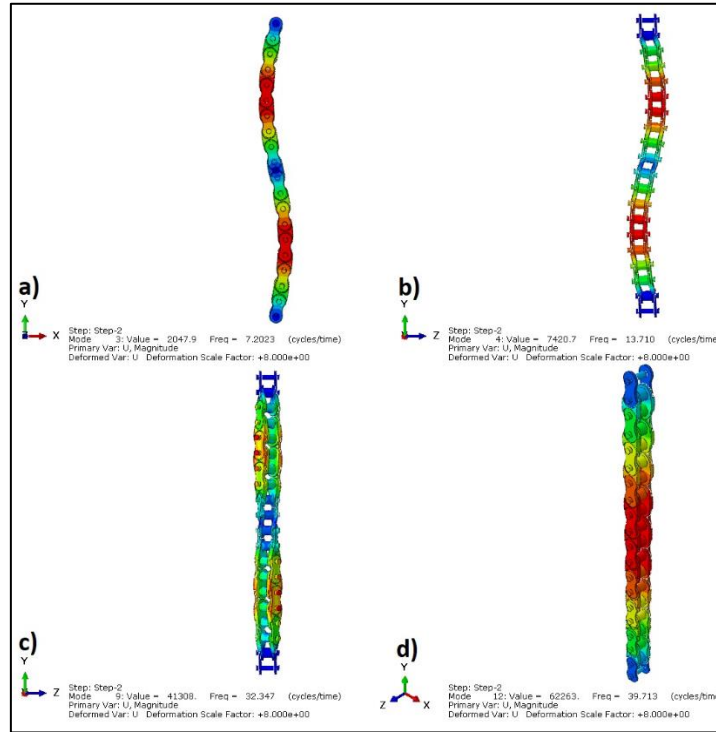 a)
Y
X
Step: Step-2
Mode 3: Value = 2047.9 Freq = 7.2023 (cycles/time)
Primary Var: U, Magnitude
Deformed Var: U Deformation Scale Factor: +8.000e+00
b)
Y
Z
Step: Step-2
Mode 4: Value = 7420.7 Freq = 13.710 (cycles/time)
Primary Var: U, Magnitude
Deformed Var: U Deformation Scale Factor: +8.000e+00
c)
Y
Z
Step: Step-2
Mode 9: Value = 41308. Freq = 32.347 (cycles/time)
Primary Var: U, Magnitude
Deformed Var: U Deformation Scale Factor: +8.000e+00
d)
Y
Z X
Step: Step-2
Mode 12: Value = 62263. Freq = 39.713 (cycles/time)
Primary Var: U, Magnitude
Deformed Var: U Deformation Scale Factor: +8.000e+00